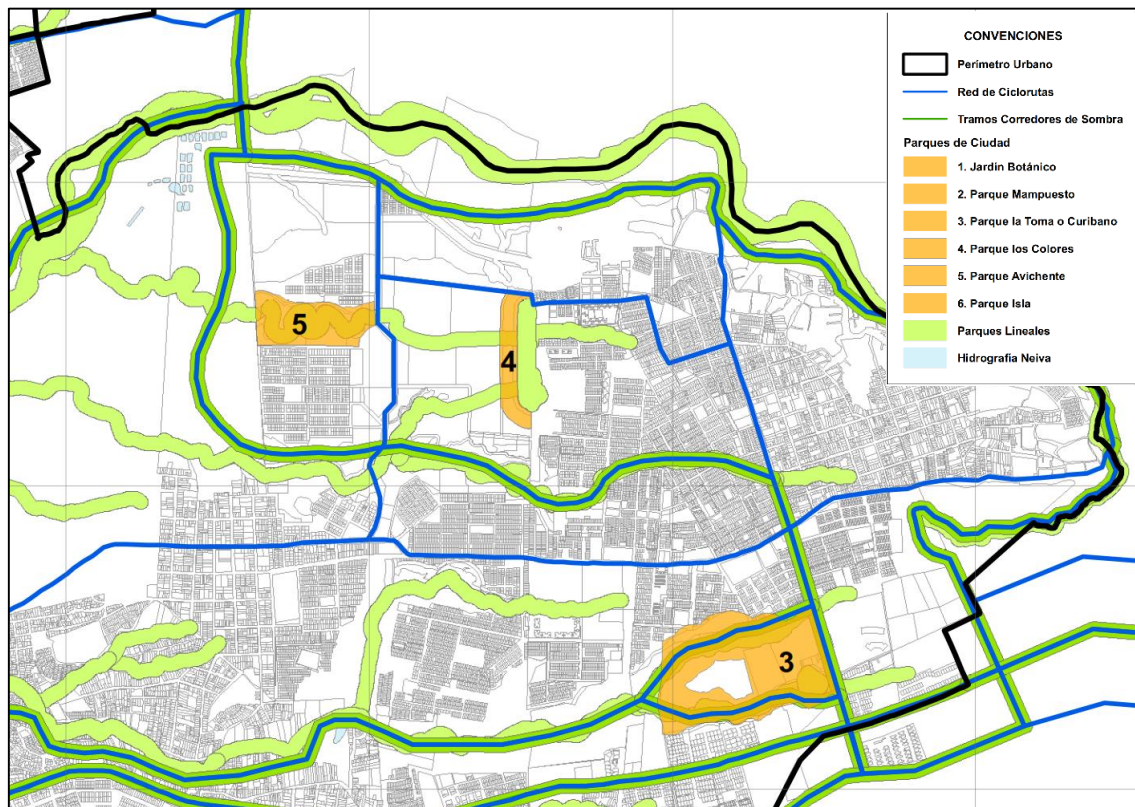 CONVENCIONES
Perímetro Urbano
Red de Ciclorutas
Tramos Corredores de Sombra
Parques de Ciudad
1. Jardín Botánico
2. Parque Mampuesto
3. Parque la Toma o Curibano
4. Parque los Colores
5. Parque Avichente
6. Parque Isla
Parques Lineales
Hidrografía Neiva
5
4
3